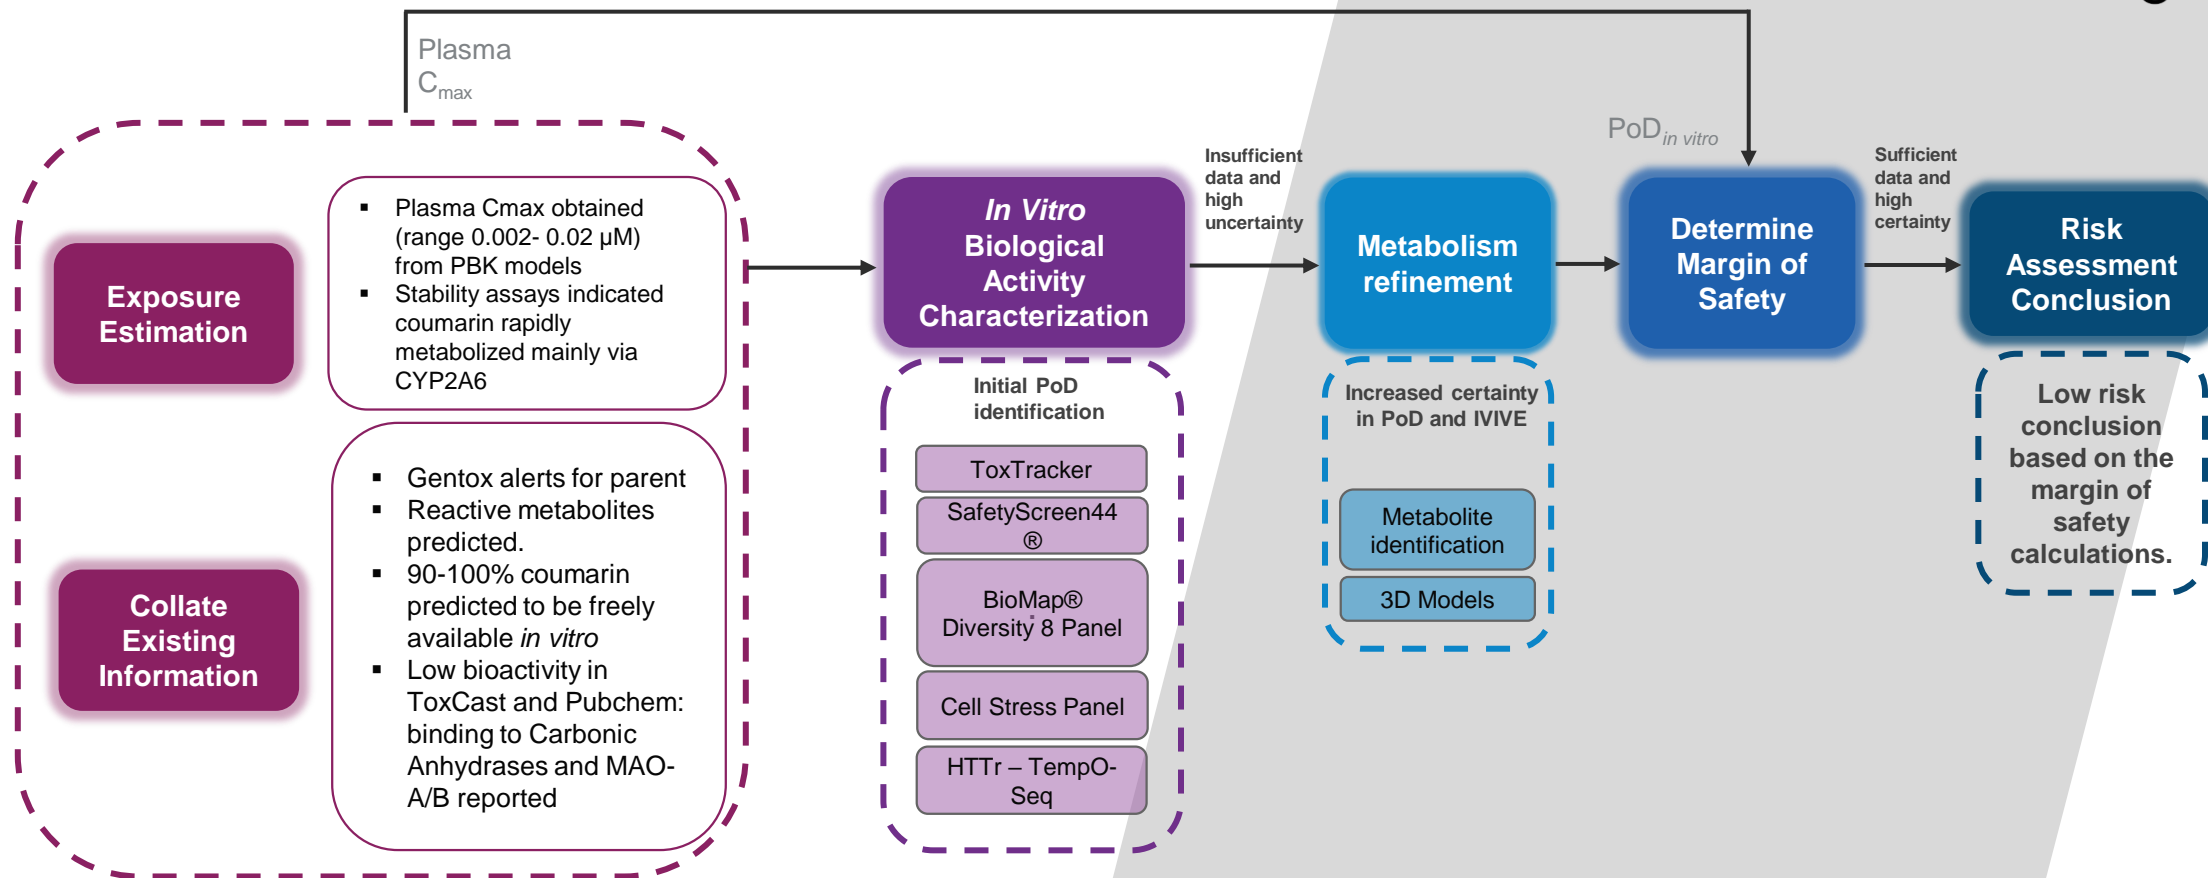 Plasma
Cmax
Exposure
Estimation
▪ Plasma Cmax obtained
(range 0.002- 0.02 µM)
from PBK models
▪ Stability assays indicated
coumarin rapidly
metabolized mainly via
CYP2A6
Collate
Existing
Information
▪ Gentox alerts for parent
▪ Reactive metabolites
predicted.
▪ 90-100% coumarin
predicted to be freely
available in vitro
▪ Low bioactivity in
ToxCast and Pubchem:
binding to Carbonic
Anhydrases and MAO-
A/B reported
In Vitro
Biological
Activity
Characterization
Initial PoD
identification
ToxTracker
SafetyScreen44
®
BioMap®
Diversity 8 Panel
Cell Stress Panel
HTTr – TempO-
Seq
Insufficient
data and
high
uncertainty
Metabolism
refinement
Increased certainty
in PoD and IVIVE
Metabolite
identification
3D Models
PoDin vitro
Determine
Margin of
Safety
Sufficient
data and
high
certainty
Risk
Assessment
Conclusion
Low risk
conclusion
based on the
margin of
safety
calculations.